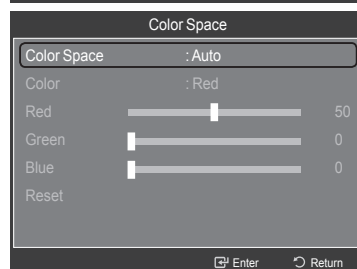 Color Space
Color Space : Auto
Color : Red
Red 50
Green 0
Blue 0
Reset
Enter Return